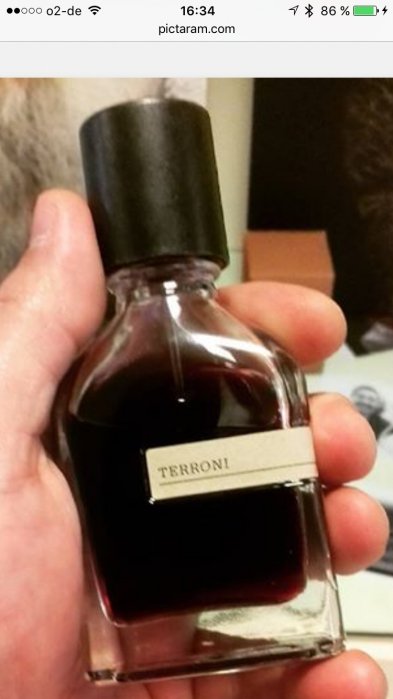 o2-de 16:34 86 %
pictaram.com
TERRONI